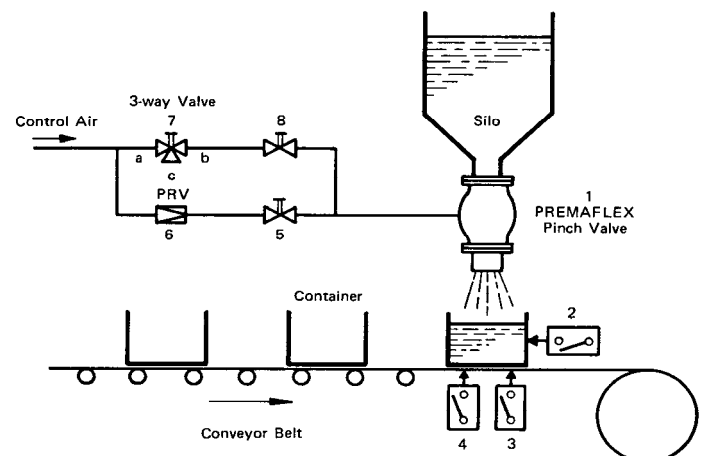 3-way Valve
7
8
Control Air
Silo
a
b
c
PRV
6
5
1
PREMAFLEX
Pinch Valve
Container
2
Conveyor Belt
4
3